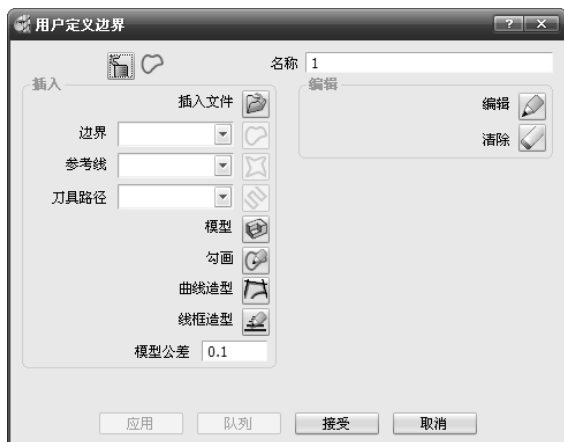 用户定义边界
名称 1
插入
编辑
插入文件
编辑
边界
清除
参考线
刀具路径
模型
勾画
曲线造型
线框造型
模型公差 0.1
应用 队列 接受 取消